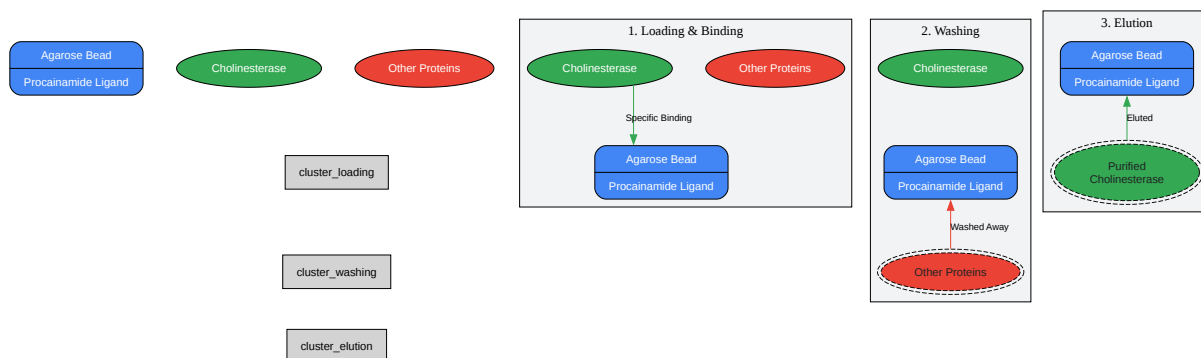 Agarose Bead
Procainamide Ligand
Cholinesterase
Other Proteins
cluster_loading
cluster_washing
cluster_elution
1. Loading & Binding
Cholinesterase
Other Proteins
Specific Binding
Agarose Bead
Procainamide Ligand
2. Washing
Cholinesterase
Agarose Bead
Procainamide Ligand
Washed Away
Other Proteins
3. Elution
Agarose Bead
Procainamide Ligand
Eluted
Purified
Cholinesterase